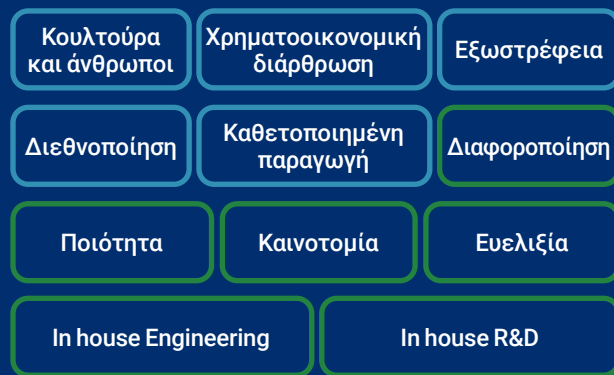 Κουλτούρα
και άνθρωποι
Χρηματοοικονομική
διάρθρωση
Εξωστρέφεια
Διεθνοποίηση
Καθετοποιημένη
παραγωγή
Διαφοροποίηση
Ποιότητα
Καινοτομία
Ευελιξία
In house Engineering
In house R&D